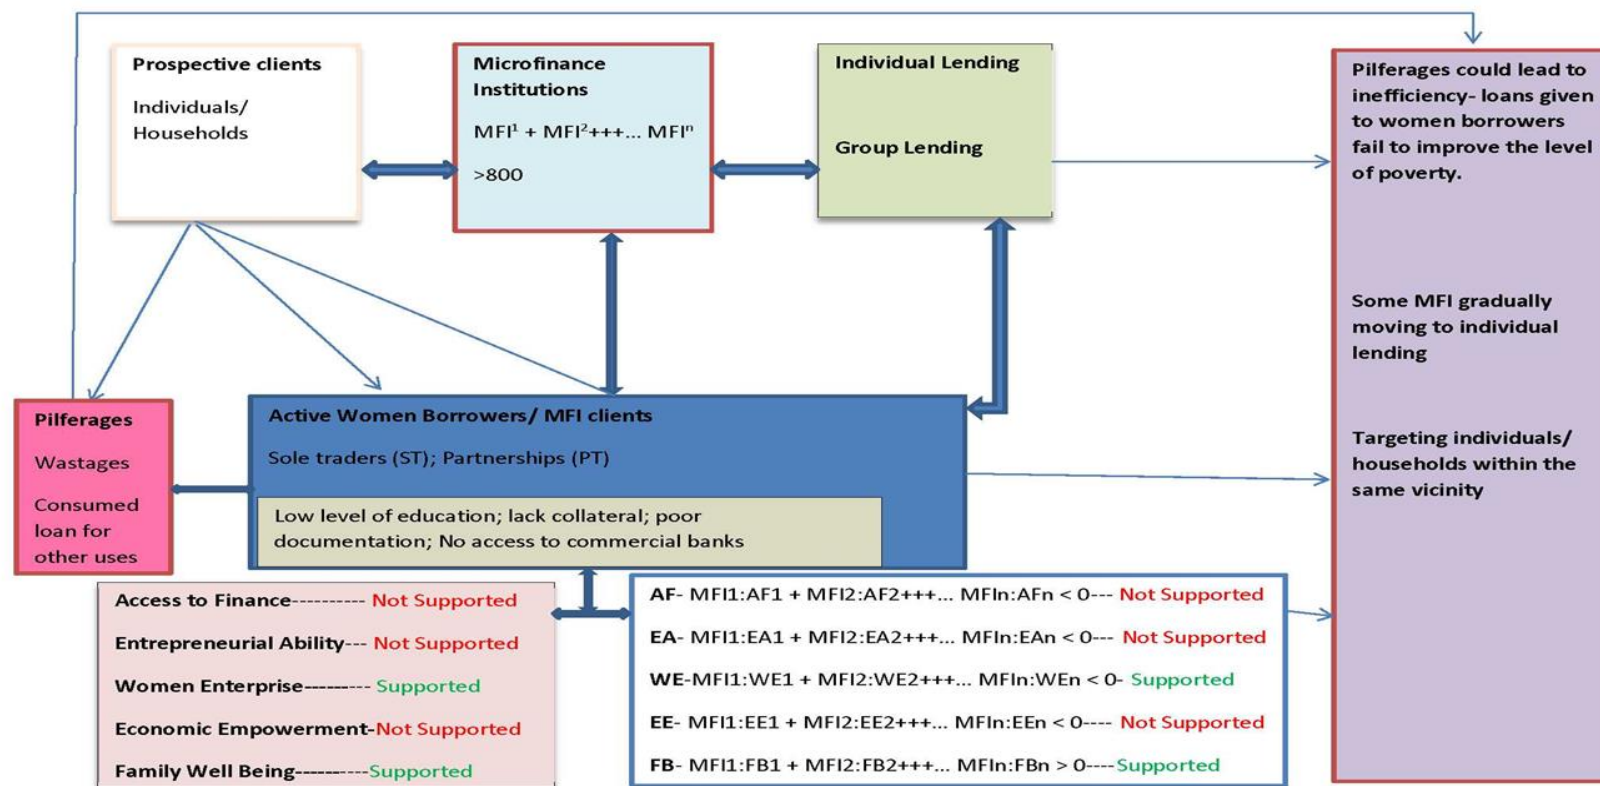 Prospective clients
Individuals/
Households
Microfinance
Institutions
MFI¹ + MFI²+++... MFIⁿ
>800
Individual Lending
Group Lending
Pilferages could lead to
inefficiency- loans given
to women borrowers
fail to improve the level
of poverty.
Some MFI gradually
moving to individual
lending
Targeting individuals/
households within the
same vicinity
Pilferages
Wastages
Consumed
loan for
other uses
Active Women Borrowers/ MFI clients
Sole traders (ST); Partnerships (PT)
Low level of education; lack collateral; poor
documentation; No access to commercial banks
Access to Finance---------- Not Supported
Entrepreneurial Ability--- Not Supported
Women Enterprise--------- Supported
Economic Empowerment-Not Supported
Family Well Being----------Supported
AF- MFI1:AF1 + MFI2:AF2+++... MFIn:AFn < 0--- Not Supported
EA- MFI1:EA1 + MFI2:EA2+++... MFIn:EAn < 0--- Not Supported
WE-MFI1:WE1 + MFI2:WE2+++... MFIn:WEn < 0- Supported
EE- MFI1:EE1 + MFI2:EE2+++... MFIn:EEn < 0---- Not Supported
FB- MFI1:FB1 + MFI2:FB2+++... MFIn:FBn > 0----Supported